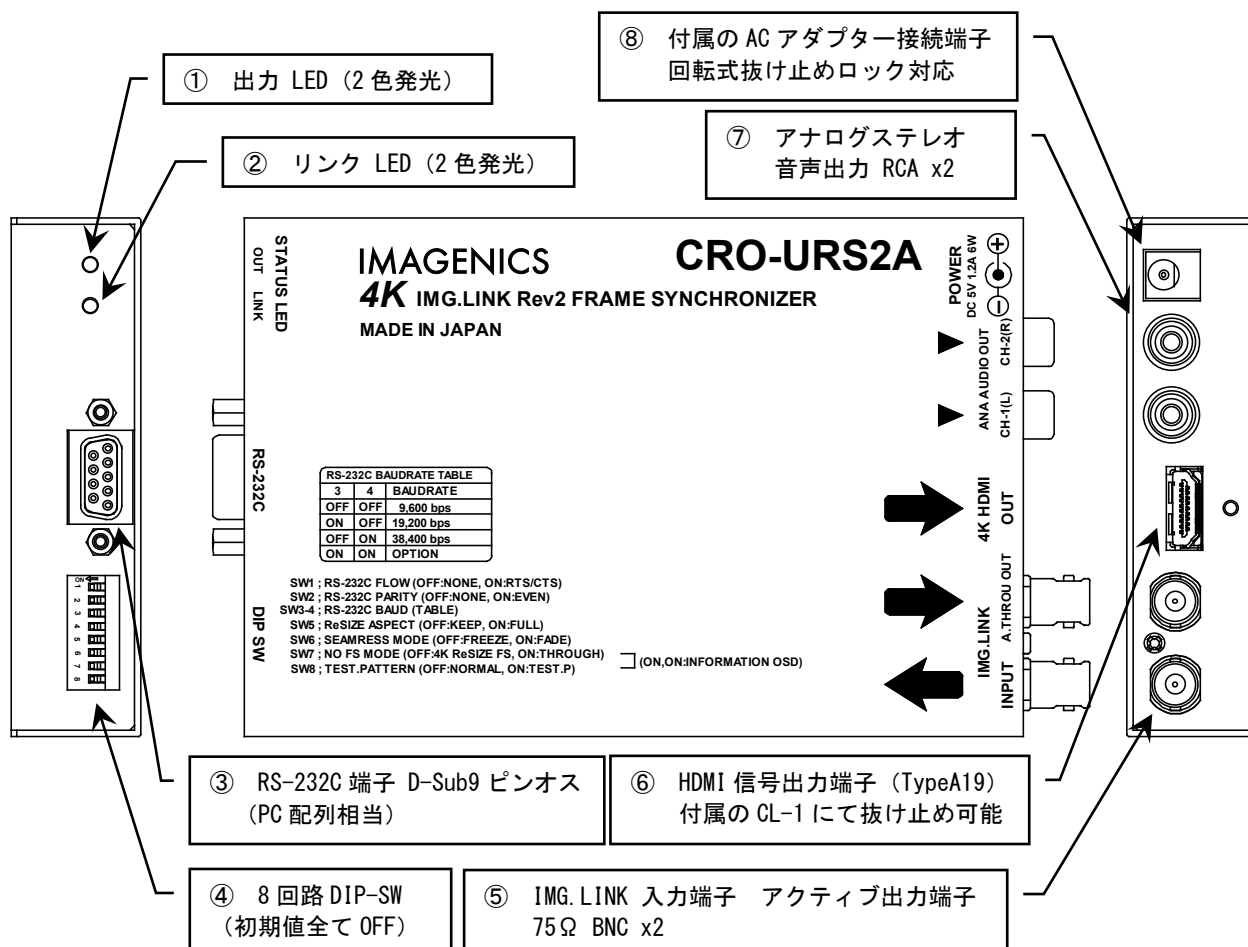 ⑧ 付属の AC アダプター接続端子
回転式抜け止めロック対応
① 出力 LED（2 色発光）
⑦ アナログステレオ
音声出力 RCA x2
② リンク LED（2 色発光）
STATUS LED
OUT LINK
IMAGENICS
CRO-URS2A
4K IMG.LINK Rev2 FRAME SYNCHRONIZER
MADE IN JAPAN
POWER
DC 5V 1.2A 6W
ANA AUDIO OUT
CH-2(R)
CH-1(L)
RS-232C
RS-232C BAUDRATE TABLE
3 4 BAUDRATE
OFF OFF 9,600 bps
ON OFF 19,200 bps
OFF ON 38,400 bps
ON ON OPTION
4K HDMI
OUT
DIP SW
SW1 ; RS-232C FLOW (OFF:NONE, ON:RTS/CTS)
SW2 ; RS-232C PARITY (OFF:NONE, ON:EVEN)
SW3-4 ; RS-232C BAUD (TABLE)
SW5 ; ReSIZE ASPECT (OFF:KEEP, ON:FULL)
SW6 ; SEAMRESS MODE (OFF:FREEZE, ON:FADE)
SW7 ; NO FS MODE (OFF:4K ReSIZE FS, ON:THROUGH)
SW8 ; TEST.PATTERN (OFF:NORMAL, ON:TEST.P)
(ON,ON:INFORMATION OSD)
IMG.LINK
A.THROU OUT
INPUT
ON
1
2
3
4
5
6
7
8
③ RS-232C 端子 D-Sub9 ピンオス
（PC 配列相当）
⑥ HDMI 信号出力端子（TypeA19）
付属の CL-1 にて抜け止め可能
④ 8 回路 DIP-SW
（初期値全て OFF）
⑤ IMG.LINK 入力端子 アクティブ出力端子
75Ω BNC x2